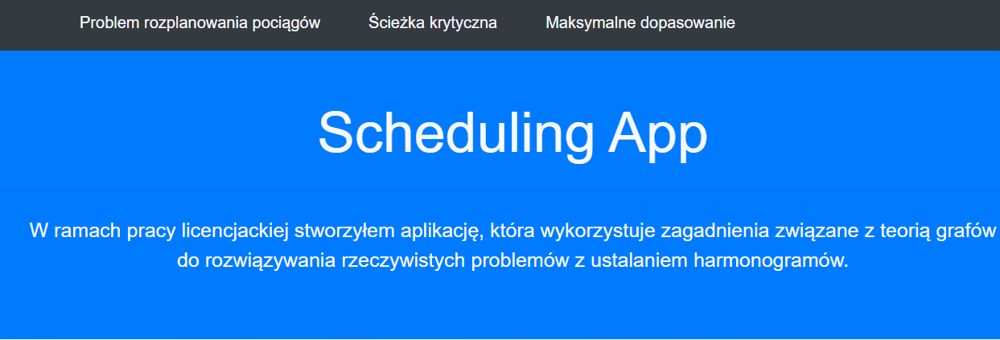 Problem rozplanowania pociągów Ścieżka krytyczna Maksymalne dopasowanie
Scheduling App
W ramach pracy licencjackiej stworzyłem aplikację, która wykorzystuje zagadnienia związane z teorią grafów
do rozwiązywania rzeczywistych problemów z ustalaniem harmonogramów.